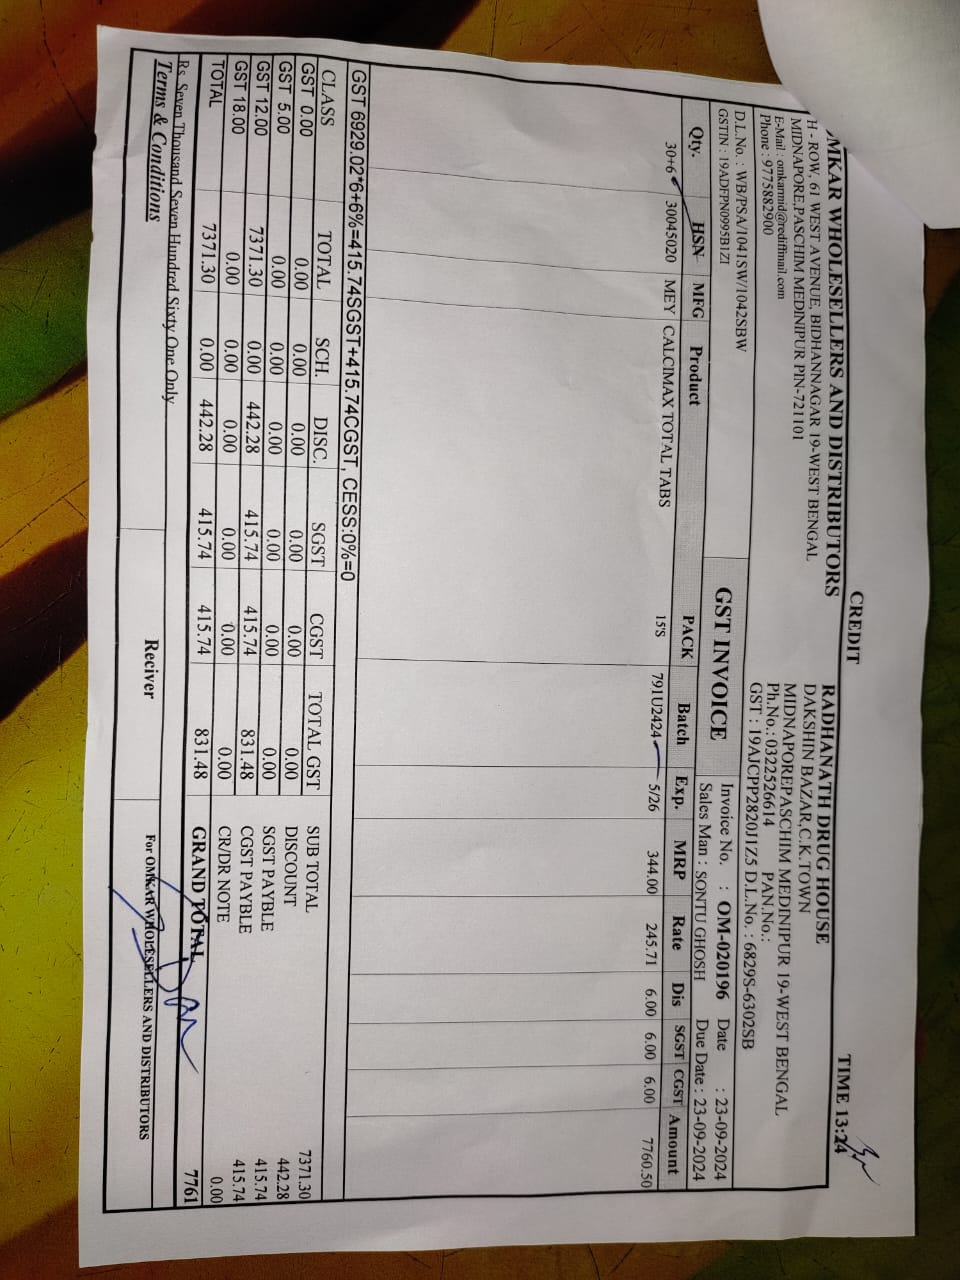 CREDIT
TIME 13:24
OMKAR WHOLESELLERS AND DISTRIBUTORS
H - ROW, 61 WEST AVENUE, BIDHANNAGAR 19-WEST BENGAL
MIDNAPORE,PASCHIM MEDINIPUR PIN-721101
E-Mail : omkarmid@rediffmail.com
Phone : 9775882900
RADHANATH DRUG HOUSE
DAKSHIN BAZAR,C.K.TOWN
MIDNAPOREPASCHIM MEDINIPUR 19-WEST BENGAL
Ph.No.: 0322526614 PAN.No.:
GST : 19AJCPP2820J1Z5 D.L.No. : 6829S-6302SB
D.L.No. : WB/PSA/1041SW/1042SBW
GSTIN : 19ADFPN0995B1ZI
GST INVOICE
Invoice No. : OM-020196 Date : 23-09-2024
Sales Man : SONTU GHOSH Due Date : 23-09-2024
Qty. HSN MFG Product PACK Batch Exp. MRP Rate Dis SGST CGST Amount
30+6 30045020 MEY CALCIMAX TOTAL TABS 15'S 791U2424 5/26 344.00 245.71 6.00 6.00 6.00 7760.50
GST 6929.02*6+6%=415.74SGST+415.74CGST, CESS:0%=0
CLASS TOTAL SCH. DISC. SGST CGST TOTAL GST
GST 0.00 0.00 0.00 0.00 0.00 0.00 0.00
GST 5.00 0.00 0.00 0.00 0.00 0.00 0.00
GST 12.00 7371.30 0.00 442.28 415.74 415.74 831.48
GST 18.00 0.00 0.00 0.00 0.00 0.00 0.00
TOTAL 7371.30 0.00 442.28 415.74 415.74 831.48
SUB TOTAL 7371.30
DISCOUNT 442.28
SGST PAYBLE 415.74
CGST PAYBLE 415.74
CR/DR NOTE 0.00
GRAND TOTAL 7761
Rs. Seven Thousand Seven Hundred Sixty One Only
Terms & Conditions
Reciver
For OMKAR WHOLESELLERS AND DISTRIBUTORS